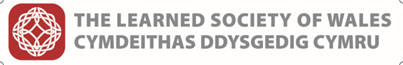 THE LEARNED SOCIETY OF WALES
CYMDEITHAS DDYSGEDIG CYMRU